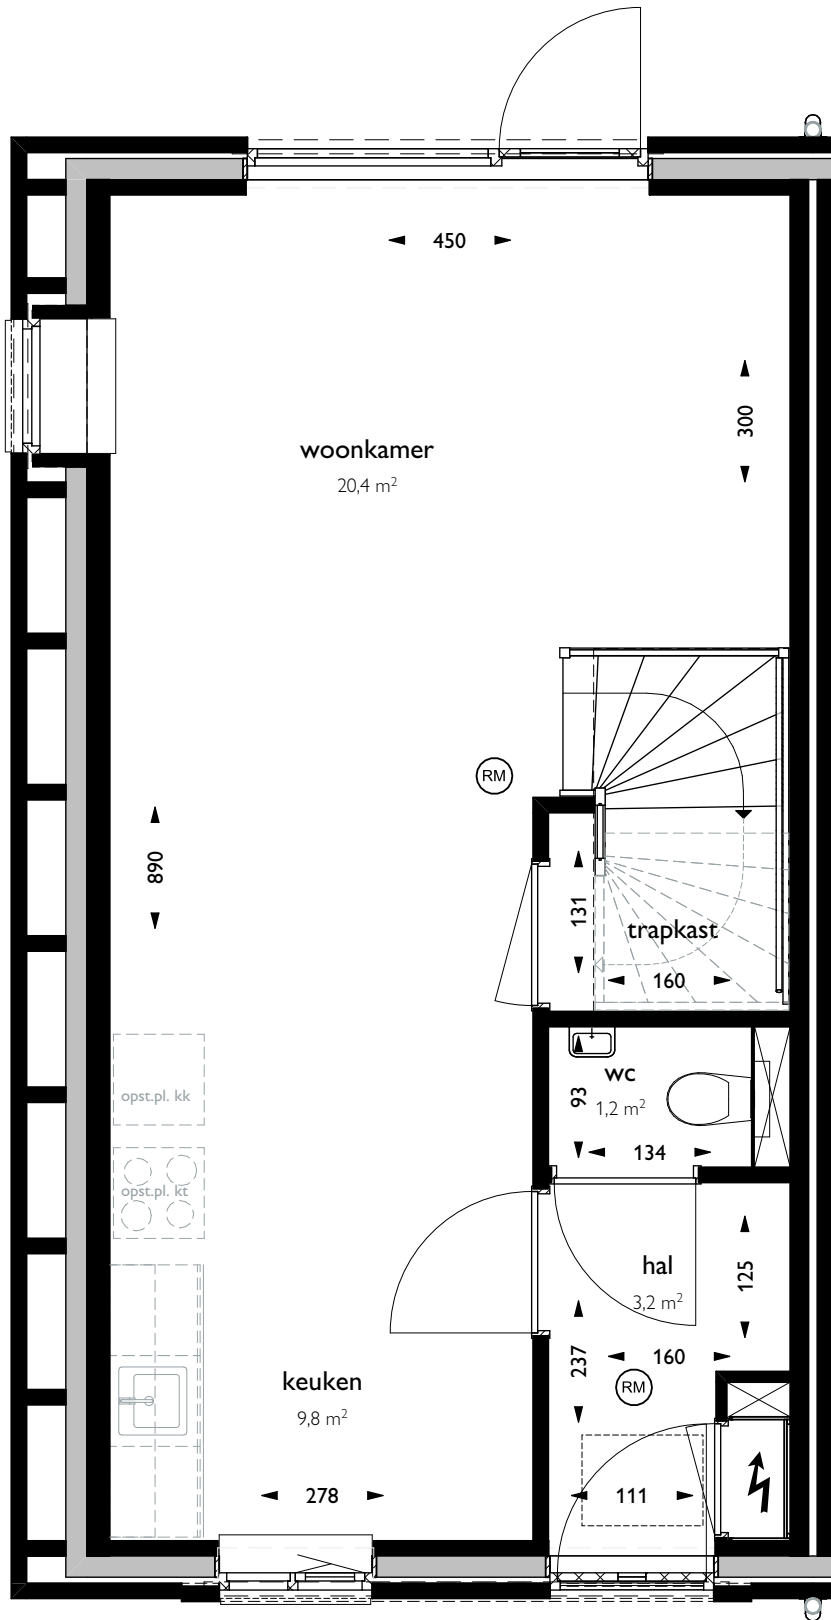 450
300
woonkamer
20,4 m²
RM
890
131
trapkast
160
opst.pl. kk
93
wc
1,2 m²
134
opst.pl. kt
hal
3,2 m²
125
237
160
RM
keuken
9,8 m²
278
111